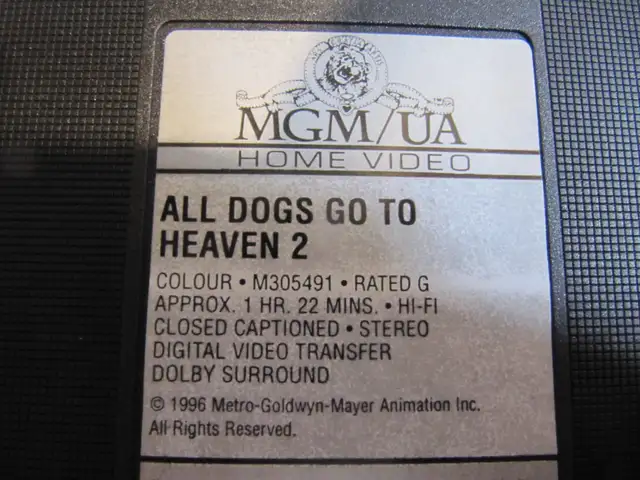 MGM/UA
HOME VIDEO
ALL DOGS GO TO
HEAVEN 2
COLOUR • M305491 • RATED G
APPROX. 1 HR. 22 MINS. • HI-FI
CLOSED CAPTIONED • STEREO
DIGITAL VIDEO TRANSFER
DOLBY SURROUND
© 1996 Metro-Goldwyn-Mayer Animation Inc.
All Rights Reserved.